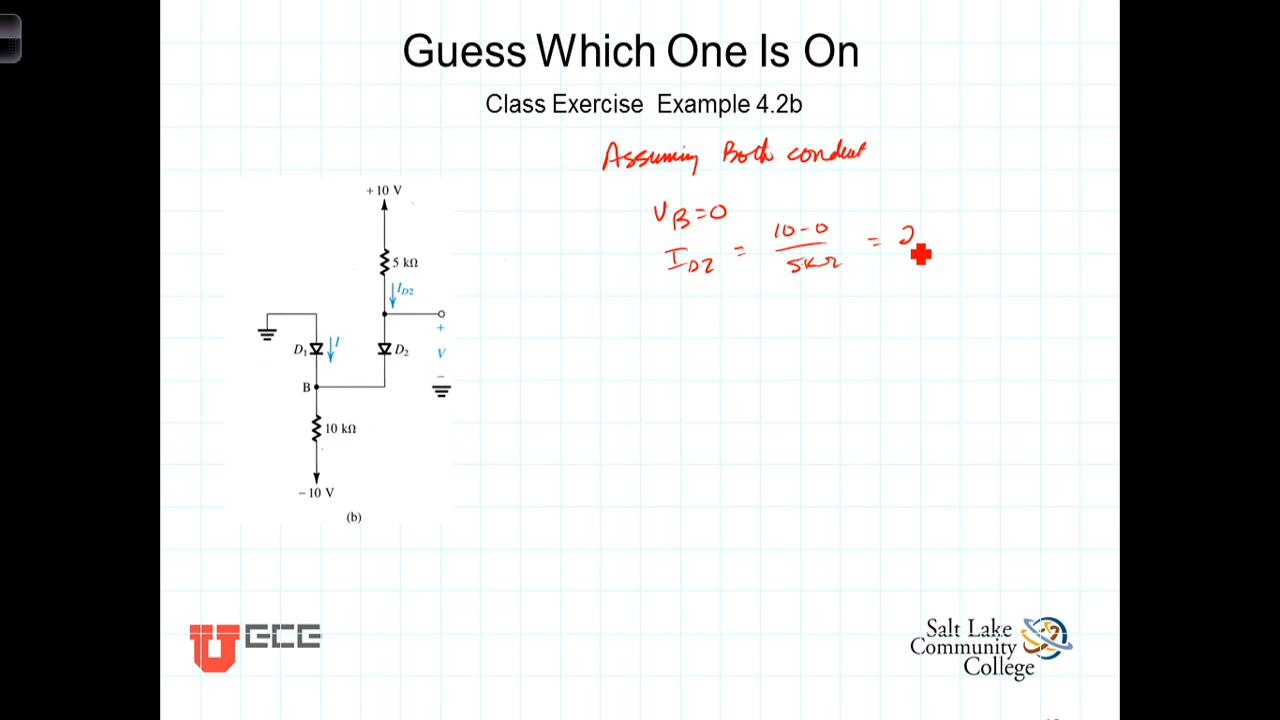 Guess Which One Is On
Class Exercise Example 4.2b
Assuming Both conduct
V_B = 0
I_D2 = (10-0)/(5KΩ) = 2
+ 10 V
5 kΩ
I_D2
D₁
I
D₂
+
V
−
B
10 kΩ
− 10 V
(b)
U ECE
Salt Lake
Community
College